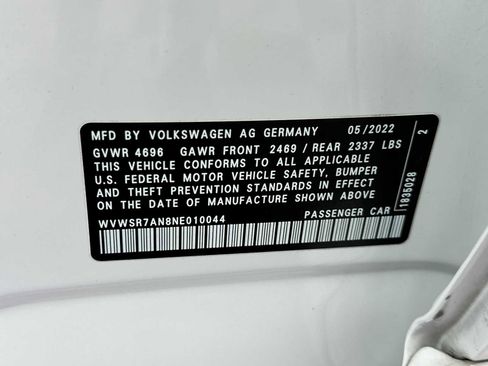 MFD BY VOLKSWAGEN AG GERMANY 05/2022
GVWR 4696 GAWR FRONT 2469 / REAR 2337 LBS
THIS VEHICLE CONFORMS TO ALL APPLICABLE
U.S. FEDERAL MOTOR VEHICLE SAFETY, BUMPER
AND THEFT PREVENTION STANDARDS IN EFFECT
ON THE DATE OF MANUFACTURE SHOWN ABOVE
WVWSR7AN8NE010044 PASSENGER CAR
1835028 2